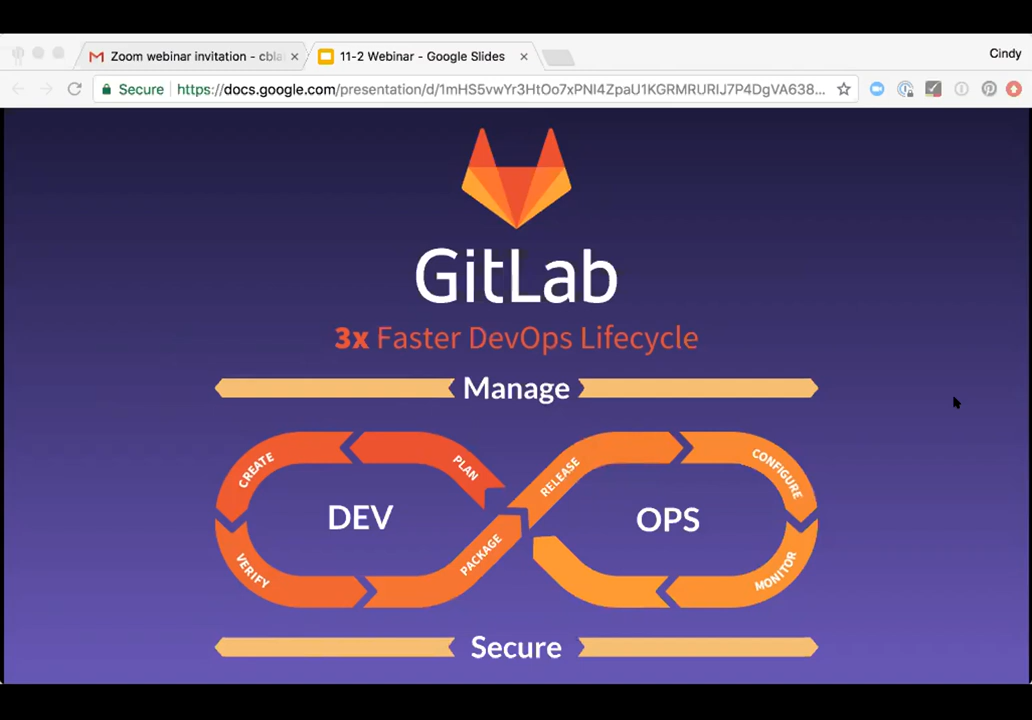 Zoom webinar invitation - cbla
11-2 Webinar - Google Slides
Cindy
Secure
https://docs.google.com/presentation/d/1mHS5vwYr3HtOo7xPNI4ZpaU1KGRMRURIJ7P4DgVA638...
GitLab
3x Faster DevOps Lifecycle
Manage
CREATE
PLAN
RELEASE
CONFIGURE
DEV
OPS
VERIFY
PACKAGE
MONITOR
Secure